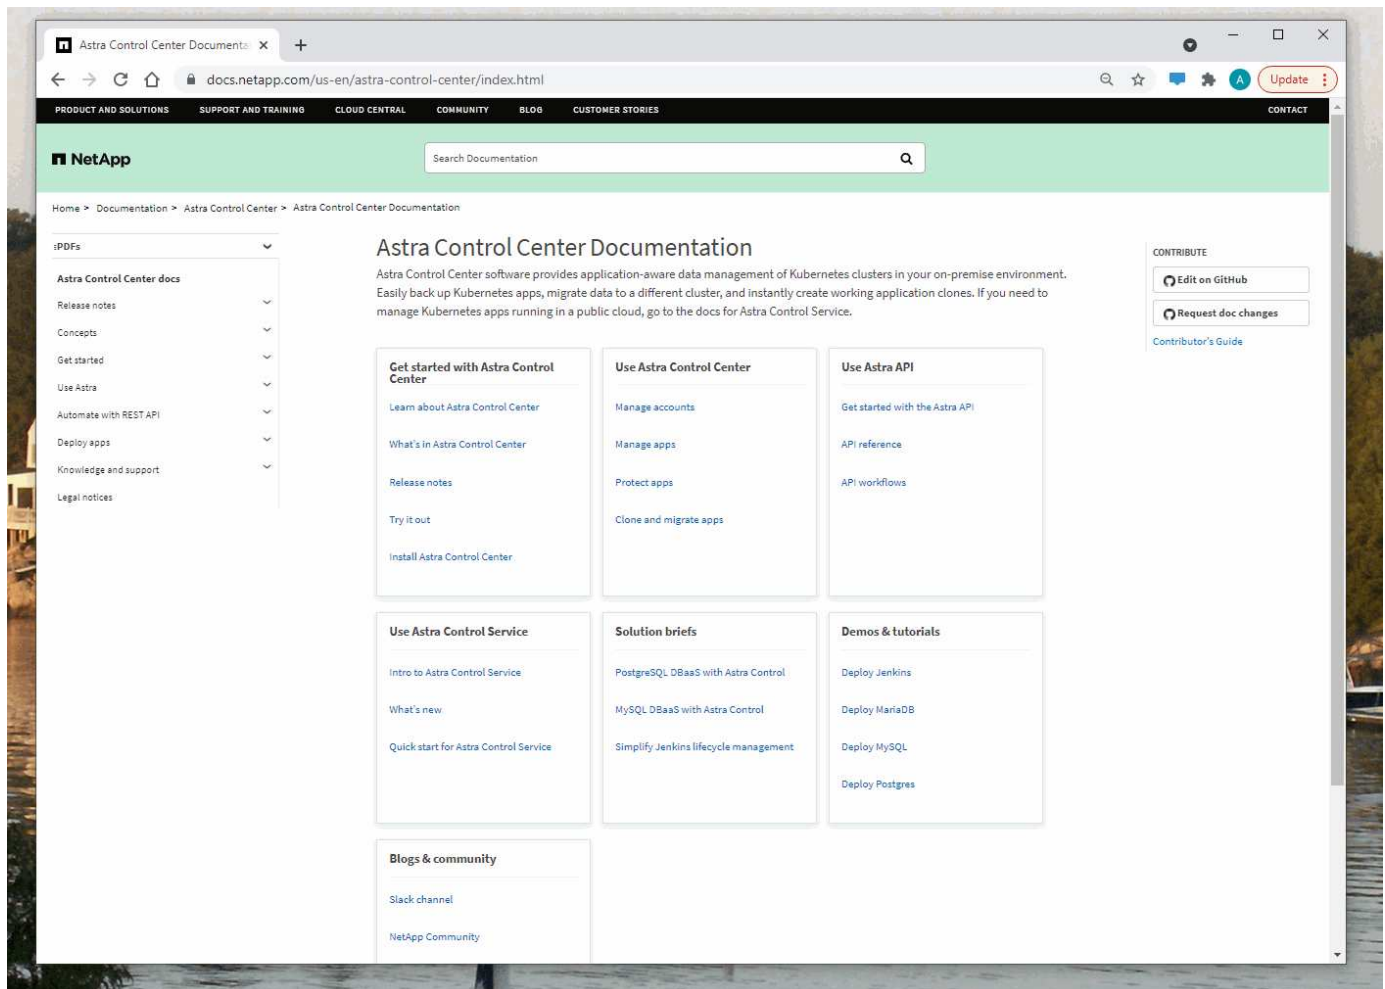 Astra Control Center Documenta
docs.netapp.com/us-en/astra-control-center/index.html
A
Update
PRODUCT AND SOLUTIONS SUPPORT AND TRAINING CLOUD CENTRAL COMMUNITY BLOG CUSTOMER STORIES CONTACT
NetApp
Search Documentation
Home > Documentation > Astra Control Center > Astra Control Center Documentation
PDFs
Astra Control Center docs
Release notes
Concepts
Get started
Use Astra
Automate with REST API
Deploy apps
Knowledge and support
Legal notices
Astra Control Center Documentation
Astra Control Center software provides application-aware data management of Kubernetes clusters in your on-premise environment.
Easily back up Kubernetes apps, migrate data to a different cluster, and instantly create working application clones. If you need to
manage Kubernetes apps running in a public cloud, go to the docs for Astra Control Service.
CONTRIBUTE
Edit on GitHub
Request doc changes
Contributor's Guide
Get started with Astra Control
Center
Learn about Astra Control Center
What's in Astra Control Center
Release notes
Try it out
Install Astra Control Center
Use Astra Control Center
Manage accounts
Manage apps
Protect apps
Clone and migrate apps
Use Astra API
Get started with the Astra API
API reference
API workflows
Use Astra Control Service
Intro to Astra Control Service
What's new
Quick start for Astra Control Service
Solution briefs
PostgreSQL DBaaS with Astra Control
MySQL DBaaS with Astra Control
Simplify Jenkins lifecycle management
Demos & tutorials
Deploy Jenkins
Deploy MariaDB
Deploy MySQL
Deploy Postgres
Blogs & community
Slack channel
NetApp Community